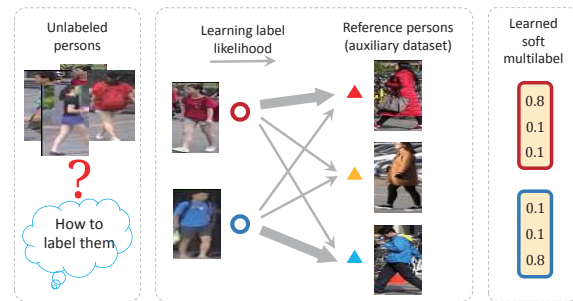 Unlabeled
persons
?
How to
label them
Learning label
likelihood
Reference persons
(auxiliary dataset)
Learned
soft
multilabel
0.8
0.1
0.1
0.1
0.1
0.8